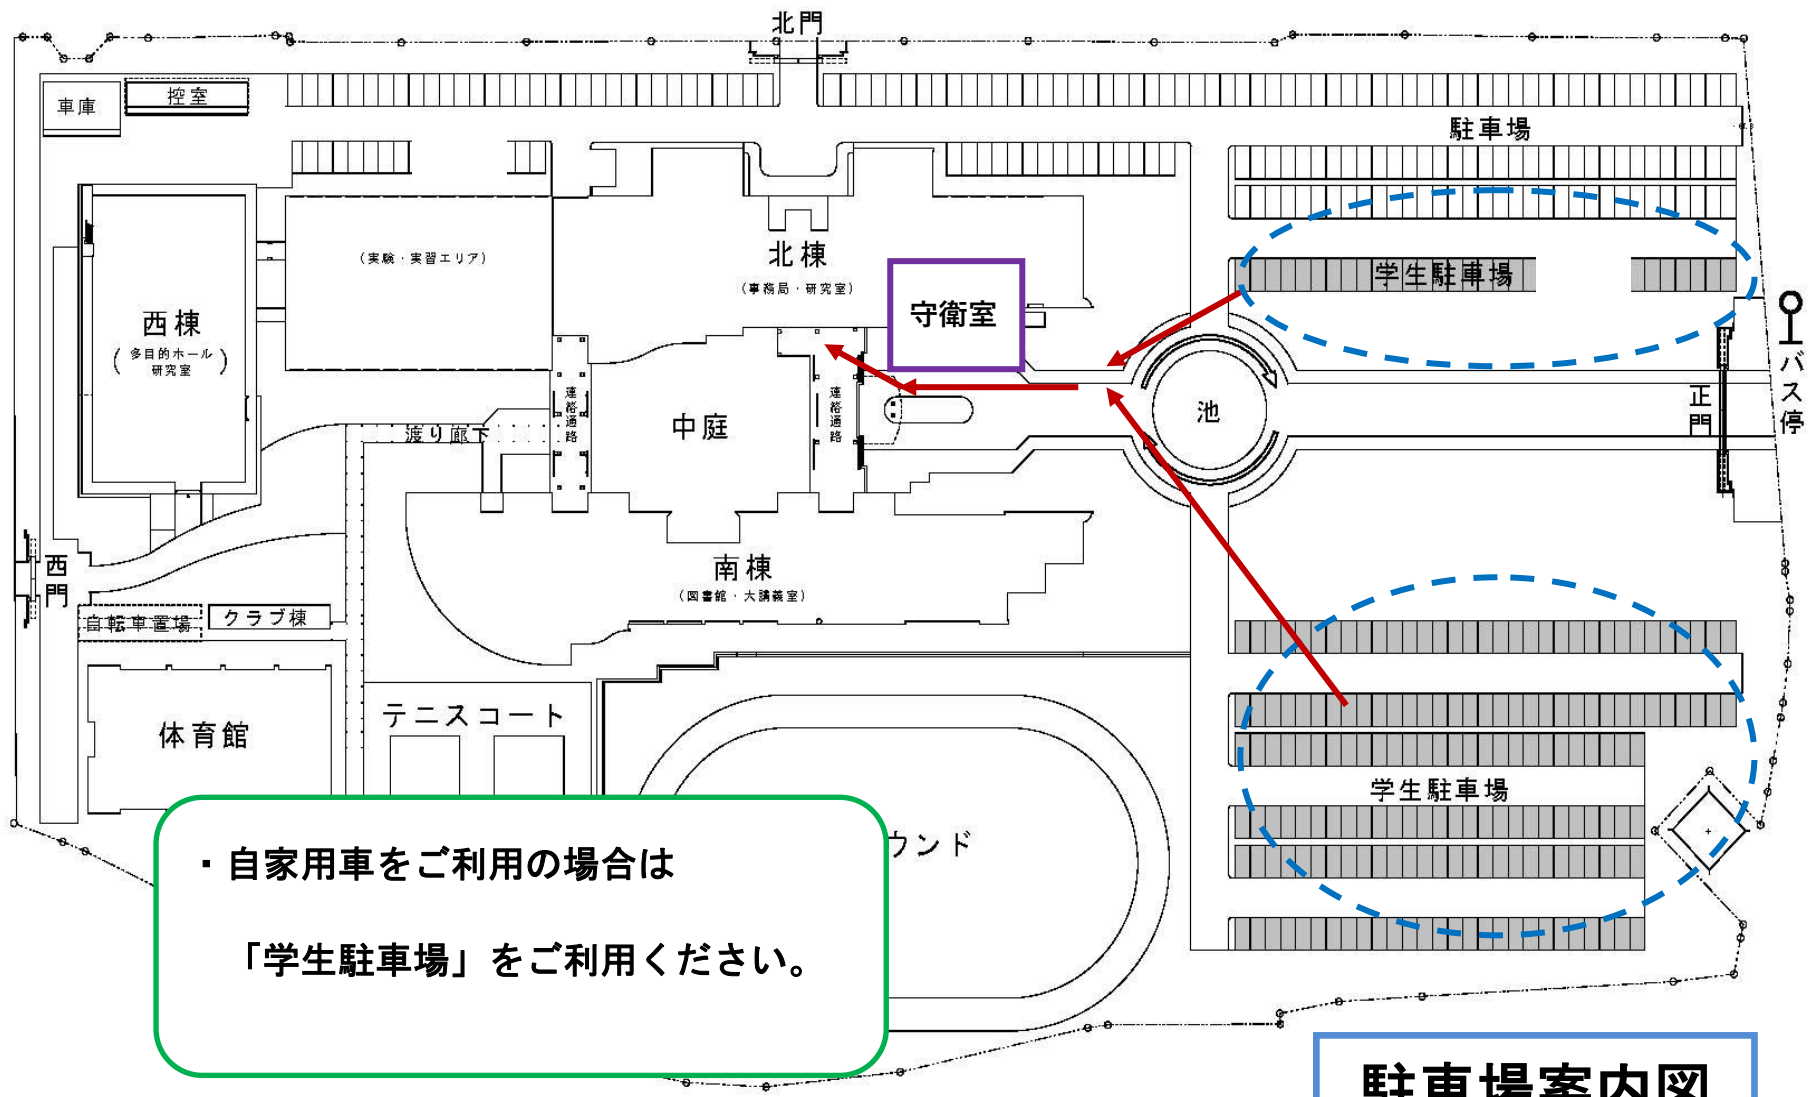 北門
車庫
控室
駐車場
(実験・実習エリア)
北棟
(事務局・研究室)
守衛室
学生駐車場
西棟
(多目的ホール
研究室)
バス停
正門
連絡通路
連絡通路
渡り廊下
中庭
池
西門
南棟
(図書館・大講義室)
自転車置場
クラブ棟
体育館
テニスコート
学生駐車場
ウンド
・自家用車をご利用の場合は
「学生駐車場」をご利用ください。
駐車場案内図